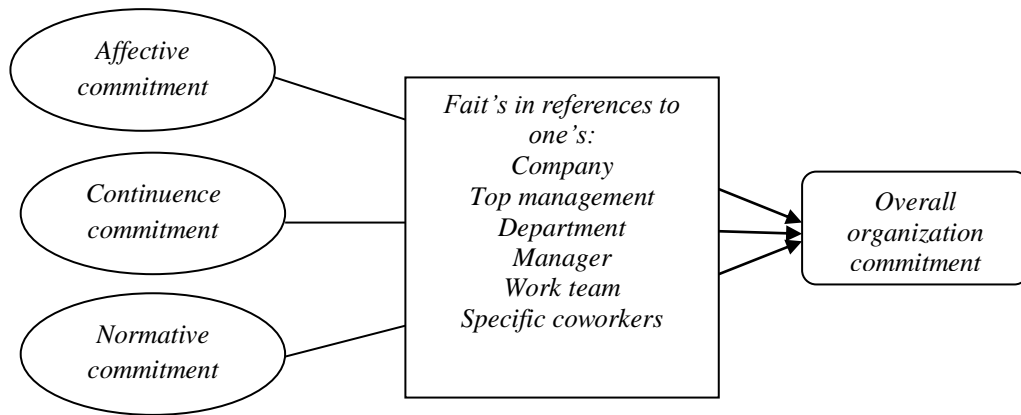 Affective
commitment
Continuence
commitment
Normative
commitment
Fait's in references to
one's:
Company
Top management
Department
Manager
Work team
Specific coworkers
Overall
organization
commitment